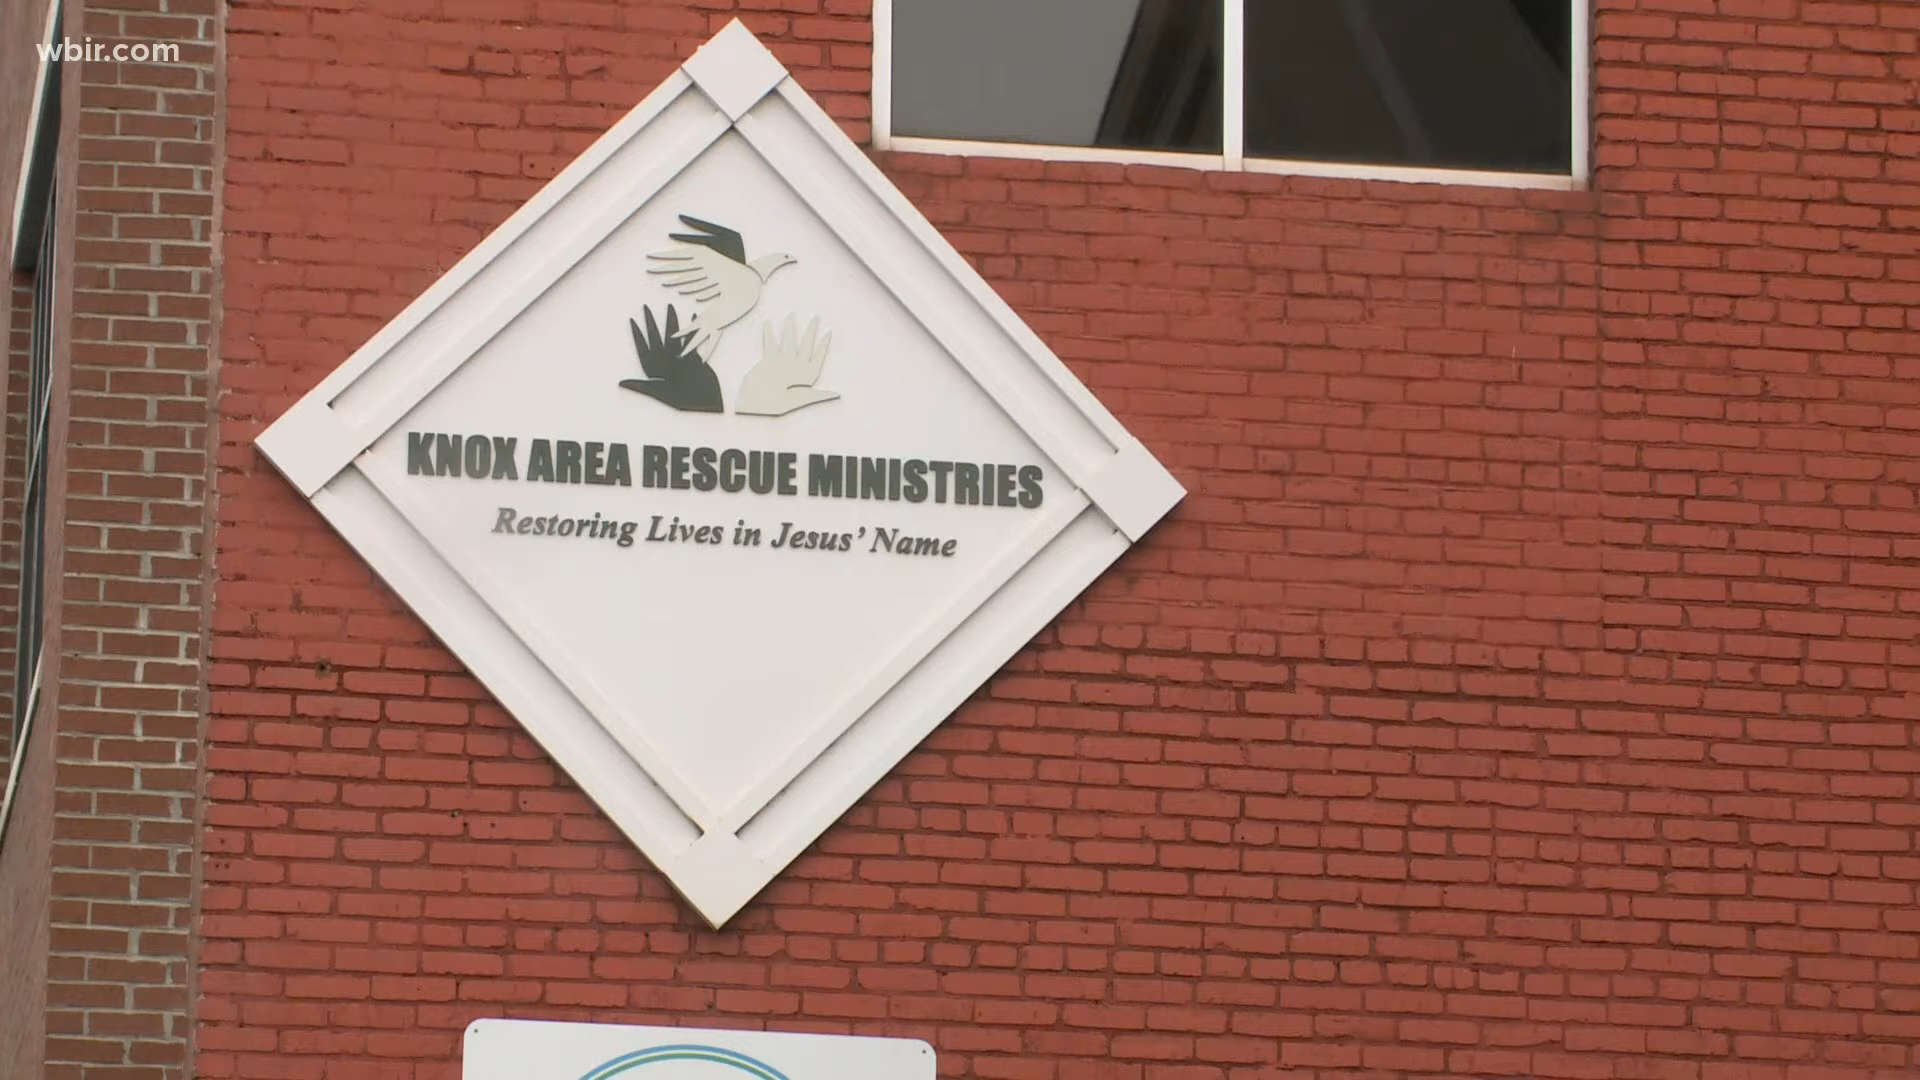 wbir.com
KNOX AREA RESCUE MINISTRIES
Restoring Lives in Jesus' Name